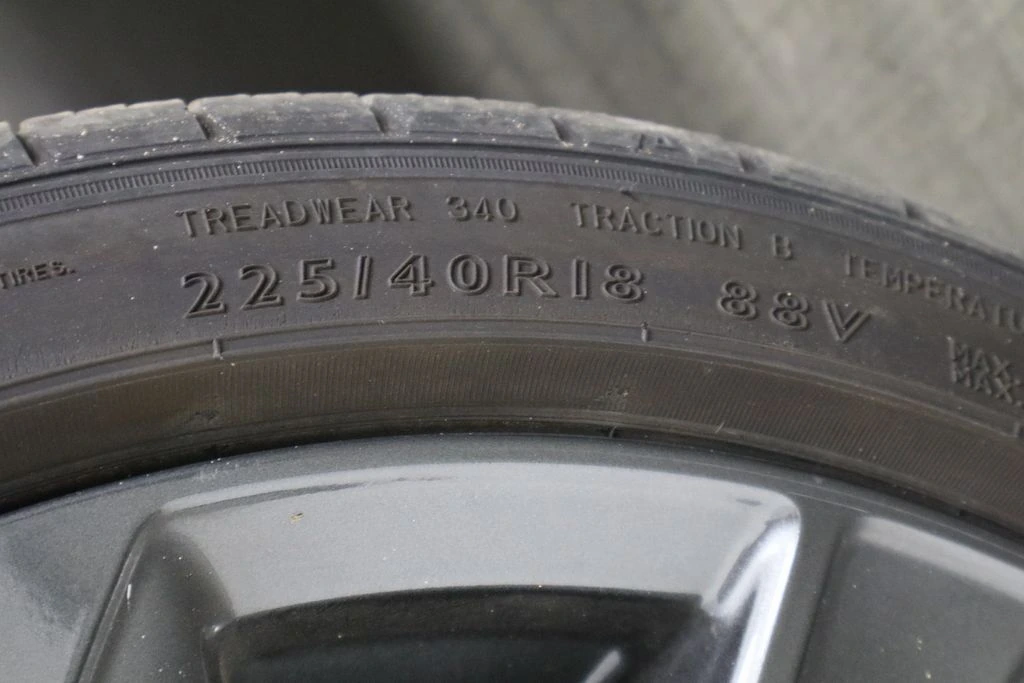 TREADWEAR 340 TRACTION B TEMPERATU
TIRES.
225/40R18 88V
MAX.
MAX.